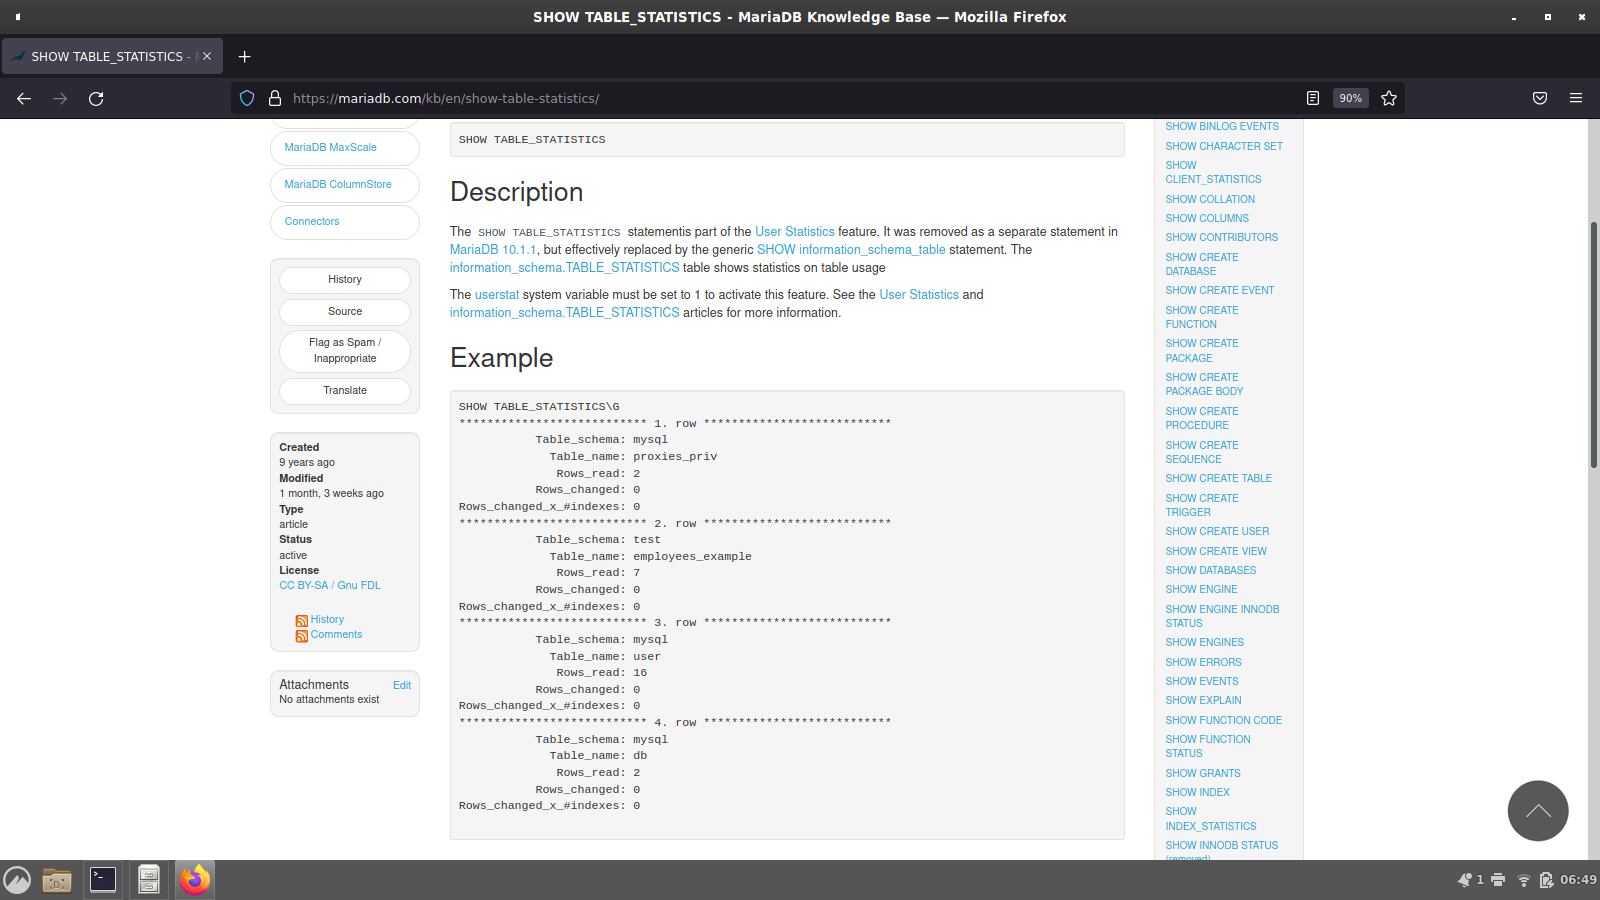 SHOW TABLE_STATISTICS - MariaDB Knowledge Base — Mozilla Firefox
SHOW TABLE_STATISTICS -
https://mariadb.com/kb/en/show-table-statistics/
90%
MariaDB MaxScale
MariaDB ColumnStore
Connectors
History
Source
Flag as Spam /
Inappropriate
Translate
Created
9 years ago
Modified
1 month, 3 weeks ago
Type
article
Status
active
License
CC BY-SA / Gnu FDL
History
Comments
Attachments Edit
No attachments exist
SHOW TABLE_STATISTICS
Description
The SHOW TABLE_STATISTICS statementis part of the User Statistics feature. It was removed as a separate statement in
MariaDB 10.1.1, but effectively replaced by the generic SHOW information_schema_table statement. The
information_schema.TABLE_STATISTICS table shows statistics on table usage
The userstat system variable must be set to 1 to activate this feature. See the User Statistics and
information_schema.TABLE_STATISTICS articles for more information.
Example
SHOW TABLE_STATISTICS\G
*************************** 1. row ***************************
Table_schema: mysql
Table_name: proxies_priv
Rows_read: 2
Rows_changed: 0
Rows_changed_x_#indexes: 0
*************************** 2. row ***************************
Table_schema: test
Table_name: employees_example
Rows_read: 7
Rows_changed: 0
Rows_changed_x_#indexes: 0
*************************** 3. row ***************************
Table_schema: mysql
Table_name: user
Rows_read: 16
Rows_changed: 0
Rows_changed_x_#indexes: 0
*************************** 4. row ***************************
Table_schema: mysql
Table_name: db
Rows_read: 2
Rows_changed: 0
Rows_changed_x_#indexes: 0
SHOW BINLOG EVENTS
SHOW CHARACTER SET
SHOW
CLIENT_STATISTICS
SHOW COLLATION
SHOW COLUMNS
SHOW CONTRIBUTORS
SHOW CREATE
DATABASE
SHOW CREATE EVENT
SHOW CREATE
FUNCTION
SHOW CREATE
PACKAGE
SHOW CREATE
PACKAGE BODY
SHOW CREATE
PROCEDURE
SHOW CREATE
SEQUENCE
SHOW CREATE TABLE
SHOW CREATE
TRIGGER
SHOW CREATE USER
SHOW CREATE VIEW
SHOW DATABASES
SHOW ENGINE
SHOW ENGINE INNODB
STATUS
SHOW ENGINES
SHOW ERRORS
SHOW EVENTS
SHOW EXPLAIN
SHOW FUNCTION CODE
SHOW FUNCTION
STATUS
SHOW GRANTS
SHOW INDEX
SHOW
INDEX_STATISTICS
SHOW INNODB STATUS
(removed)
1 06:49